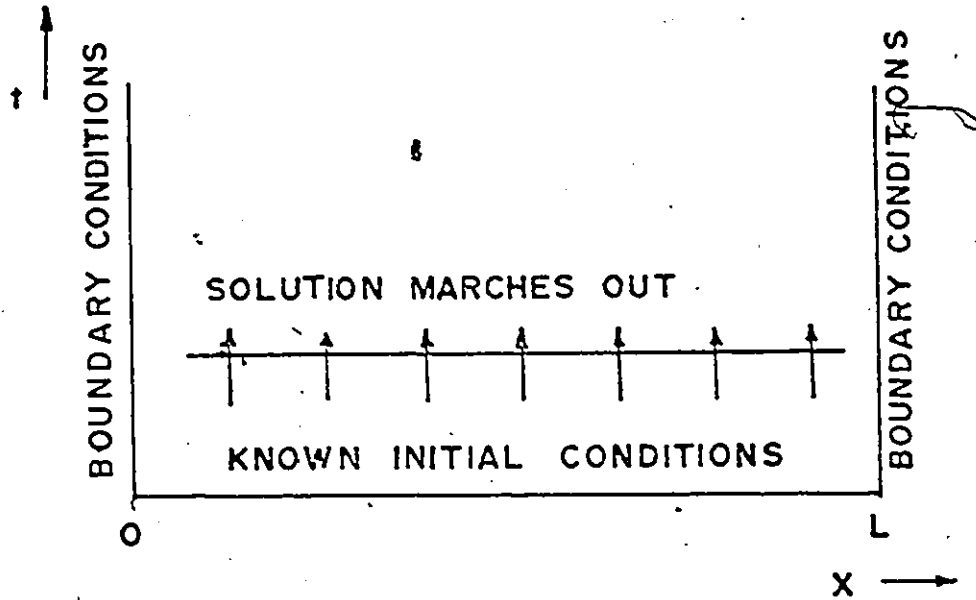 t
BOUNDARY CONDITIONS
BOUNDARY CONDITIONS
SOLUTION MARCHES OUT
KNOWN INITIAL CONDITIONS
O
L
X